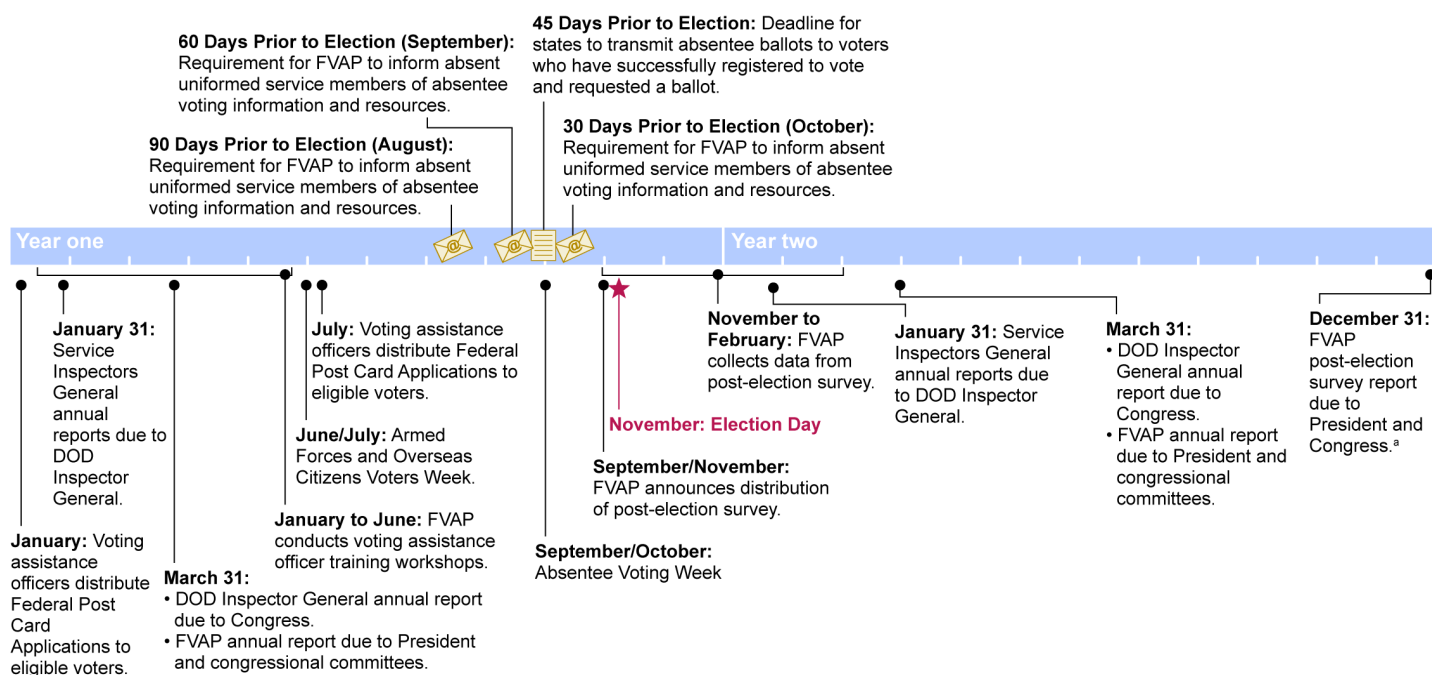 60 Days Prior to Election (September):
Requirement for FVAP to inform absent
uniformed service members of absentee
voting information and resources.
45 Days Prior to Election: Deadline for
states to transmit absentee ballots to voters
who have successfully registered to vote
and requested a ballot.
90 Days Prior to Election (August):
Requirement for FVAP to inform absent
uniformed service members of absentee
voting information and resources.
30 Days Prior to Election (October):
Requirement for FVAP to inform absent
uniformed service members of absentee
voting information and resources.
Year one
Year two
@
@
@
January: Voting
assistance
officers distribute
Federal Post
Card
Applications to
eligible voters.
January 31:
Service
Inspectors
General
annual
reports due to
DOD
Inspector
General.
March 31:
• DOD Inspector General annual report
due to Congress.
• FVAP annual report due to President
and congressional committees.
January to June: FVAP
conducts voting assistance
officer training workshops.
June/July: Armed
Forces and Overseas
Citizens Voters Week.
July: Voting assistance
officers distribute Federal
Post Card Applications to
eligible voters.
September/October:
Absentee Voting Week
September/November:
FVAP announces distribution
of post-election survey.
November: Election Day
November to
February: FVAP
collects data from
post-election survey.
January 31: Service
Inspectors General
annual reports due
to DOD Inspector
General.
March 31:
• DOD Inspector
General annual
report due to
Congress.
• FVAP annual report
due to President and
congressional
committees.
December 31:
FVAP
post-election
survey report
due to
President and
Congress.a